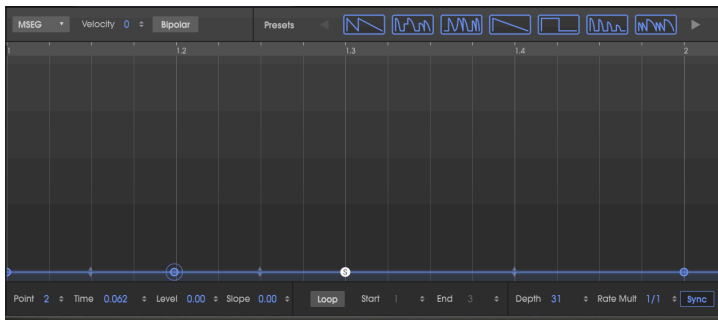 MSEG Velocity 0 Bipolar Presets
1 1.2 1.3 1.4 2
S
Point 2 Time 0.062 Level 0.00 Slope 0.00 Loop Start 1 End 3 Depth 31 Rate Mult 1/1 Sync